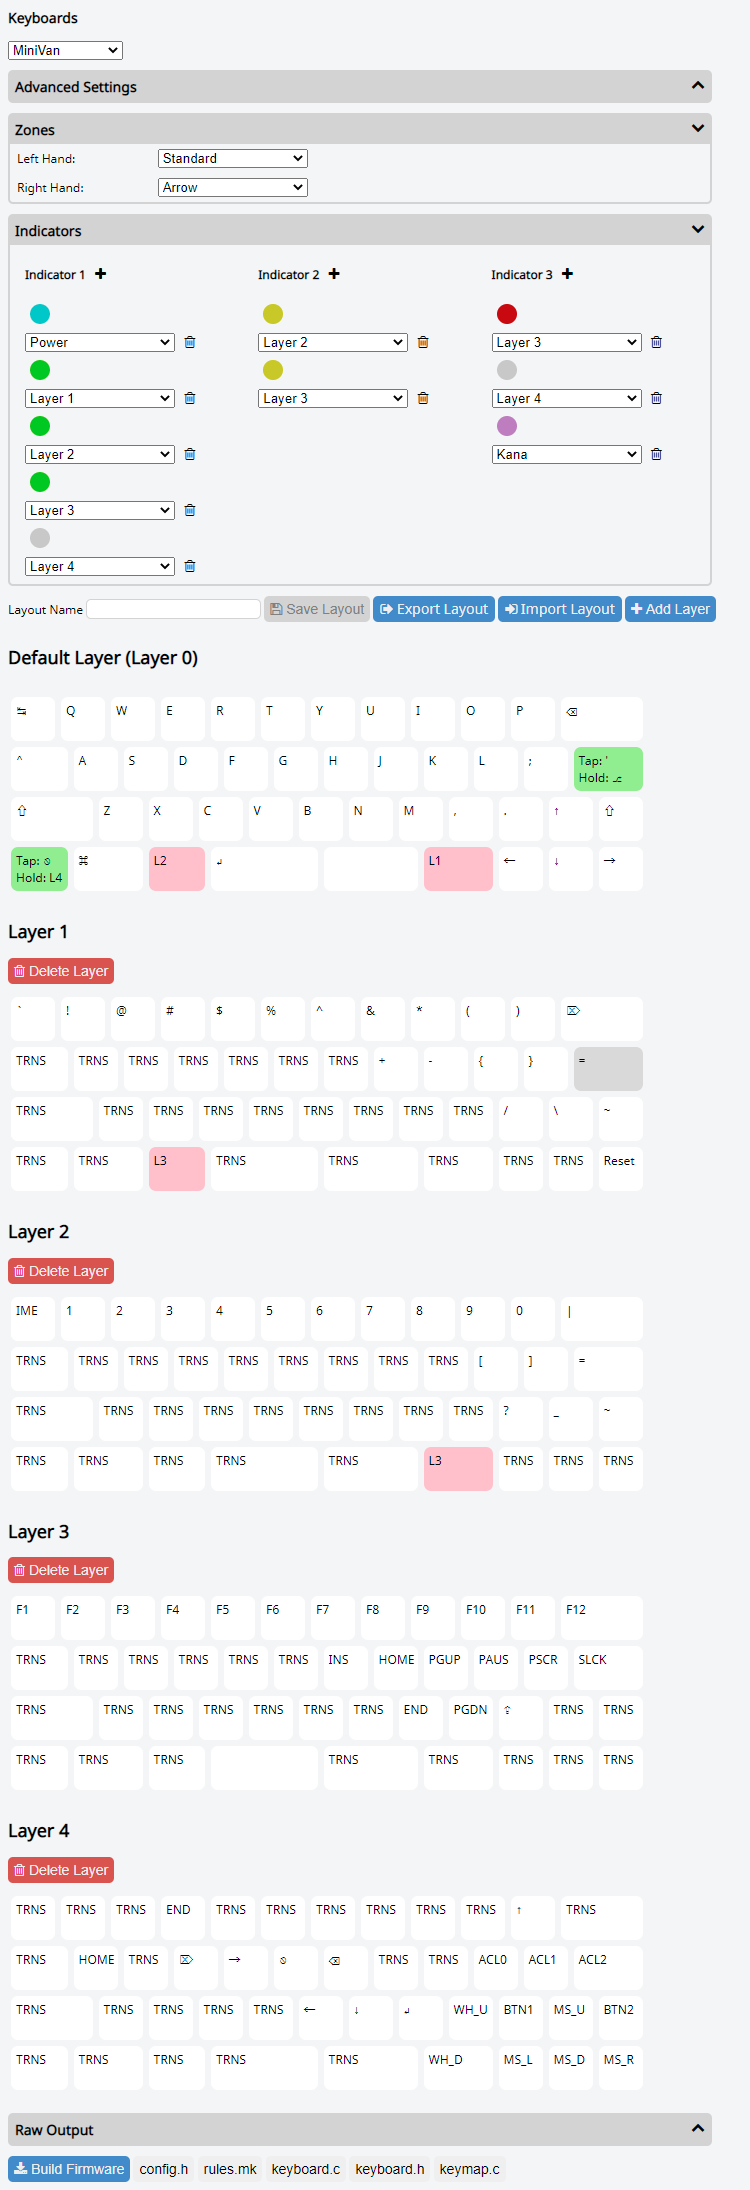 Keyboards
MiniVan
Advanced Settings
Zones
Left Hand: Standard
Right Hand: Arrow
Indicators
Indicator 1 Indicator 2 Indicator 3
Power Layer 2 Layer 3
Layer 1 Layer 3 Layer 4
Layer 2 Kana
Layer 3
Layer 4
Layout Name Save Layout Export Layout Import Layout Add Layer
Default Layer (Layer 0)
↹ Q W E R T Y U I O P ⌫
^ A S D F G H J K L ; Tap: '
Hold: ⎇
⇧ Z X C V B N M , . ↑ ⇧
Tap: ⎋ ⌘ L2 ↲ L1 ← ↓ →
Hold: L4
Layer 1
Delete Layer
` ! @ # $ % ^ & * ( ) ⌦
TRNS TRNS TRNS TRNS TRNS TRNS TRNS + - { } =
TRNS TRNS TRNS TRNS TRNS TRNS TRNS TRNS TRNS / \ ~
TRNS TRNS L3 TRNS TRNS TRNS TRNS TRNS Reset
Layer 2
Delete Layer
IME 1 2 3 4 5 6 7 8 9 0 |
TRNS TRNS TRNS TRNS TRNS TRNS TRNS TRNS TRNS [ ] =
TRNS TRNS TRNS TRNS TRNS TRNS TRNS TRNS TRNS ? _ ~
TRNS TRNS TRNS TRNS TRNS L3 TRNS TRNS TRNS
Layer 3
Delete Layer
F1 F2 F3 F4 F5 F6 F7 F8 F9 F10 F11 F12
TRNS TRNS TRNS TRNS TRNS TRNS INS HOME PGUP PAUS PSCR SLCK
TRNS TRNS TRNS TRNS TRNS TRNS TRNS END PGDN TRNS TRNS
TRNS TRNS TRNS TRNS TRNS TRNS TRNS TRNS
Layer 4
Delete Layer
TRNS TRNS TRNS END TRNS TRNS TRNS TRNS TRNS TRNS ↑ TRNS
TRNS HOME TRNS ⌦ → ⎋ ⌫ TRNS TRNS ACL0 ACL1 ACL2
TRNS TRNS TRNS TRNS TRNS ← ↓ ↲ WH_U BTN1 MS_U BTN2
TRNS TRNS TRNS TRNS TRNS WH_D MS_L MS_D MS_R
Raw Output
Build Firmware config.h rules.mk keyboard.c keyboard.h keymap.c